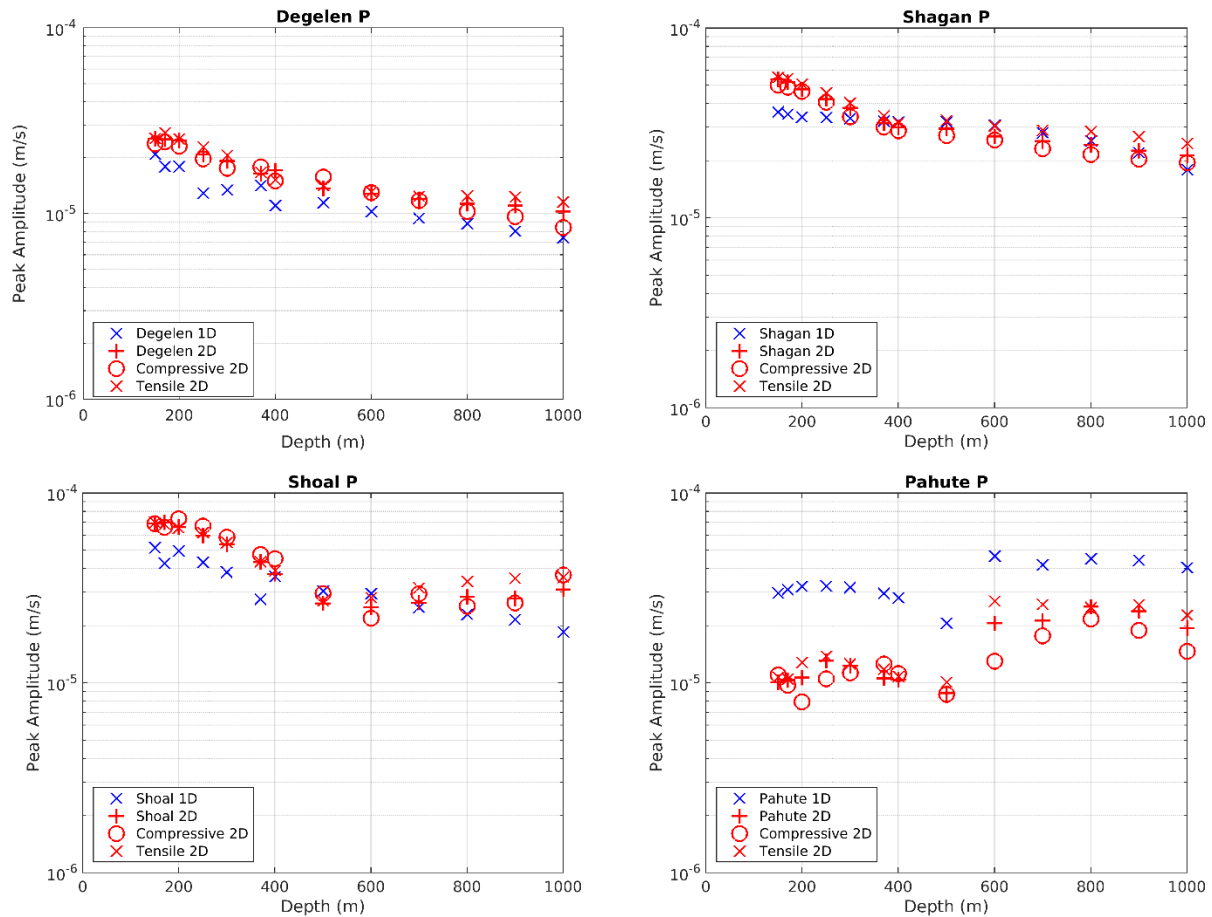 Degelen P
Peak Amplitude (m/s)
10^-4
10^-5
10^-6
0 200 400 600 800 1000
Depth (m)
Degelen 1D
Degelen 2D
Compressive 2D
Tensile 2D
Shagan P
Peak Amplitude (m/s)
10^-4
10^-5
10^-6
0 200 400 600 800 1000
Depth (m)
Shagan 1D
Shagan 2D
Compressive 2D
Tensile 2D
Shoal P
Peak Amplitude (m/s)
10^-4
10^-5
10^-6
0 200 400 600 800 1000
Depth (m)
Shoal 1D
Shoal 2D
Compressive 2D
Tensile 2D
Pahute P
Peak Amplitude (m/s)
10^-4
10^-5
10^-6
0 200 400 600 800 1000
Depth (m)
Pahute 1D
Pahute 2D
Compressive 2D
Tensile 2D